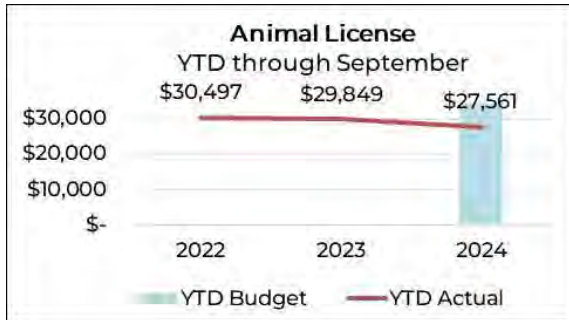 Animal License
YTD through September
$30,497 $29,849 $27,561
$30,000
$20,000
$10,000
$-
2022 2023 2024
YTD Budget YTD Actual